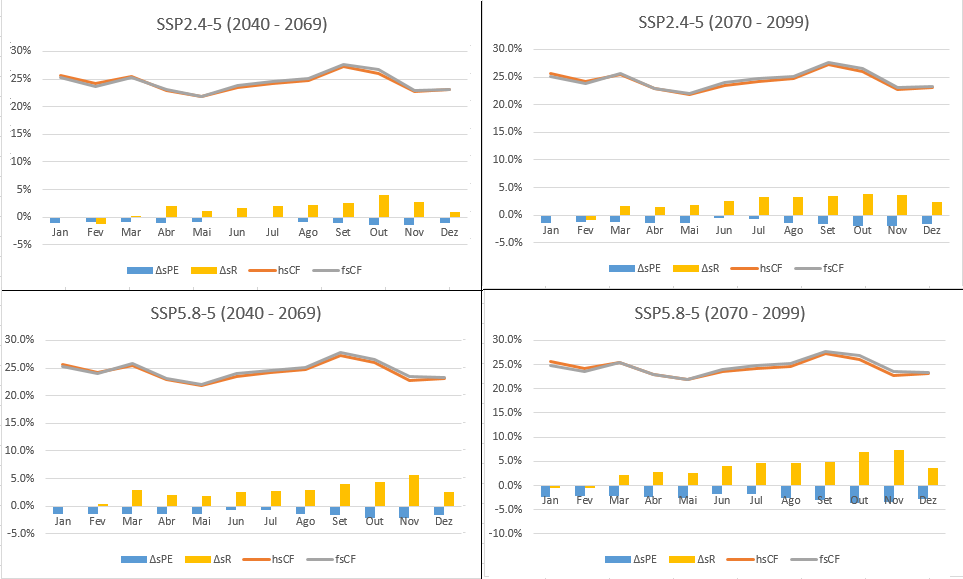 SSP2.4-5 (2040 - 2069)
30%
25%
20%
15%
10%
5%
0%
-5%
Jan Fev Mar Abr Mai Jun Jul Ago Set Out Nov Dez
ΔsPE ΔsR hsCF fsCF
SSP2.4-5 (2070 - 2099)
30.0%
25.0%
20.0%
15.0%
10.0%
5.0%
0.0%
-5.0%
Jan Fev Mar Abr Mai Jun Jul Ago Set Out Nov Dez
ΔsPE ΔsR hsCF fsCF
SSP5.8-5 (2040 - 2069)
30.0%
25.0%
20.0%
15.0%
10.0%
5.0%
0.0%
-5.0%
Jan Fev Mar Abr Mai Jun Jul Ago Set Out Nov Dez
ΔsPE ΔsR hsCF fsCF
SSP5.8-5 (2070 - 2099)
30.0%
25.0%
20.0%
15.0%
10.0%
5.0%
0.0%
-5.0%
-10.0%
Jan Fev Mar Abr Mai Jun Jul Ago Set Out Nov Dez
ΔsPE ΔsR hsCF fsCF